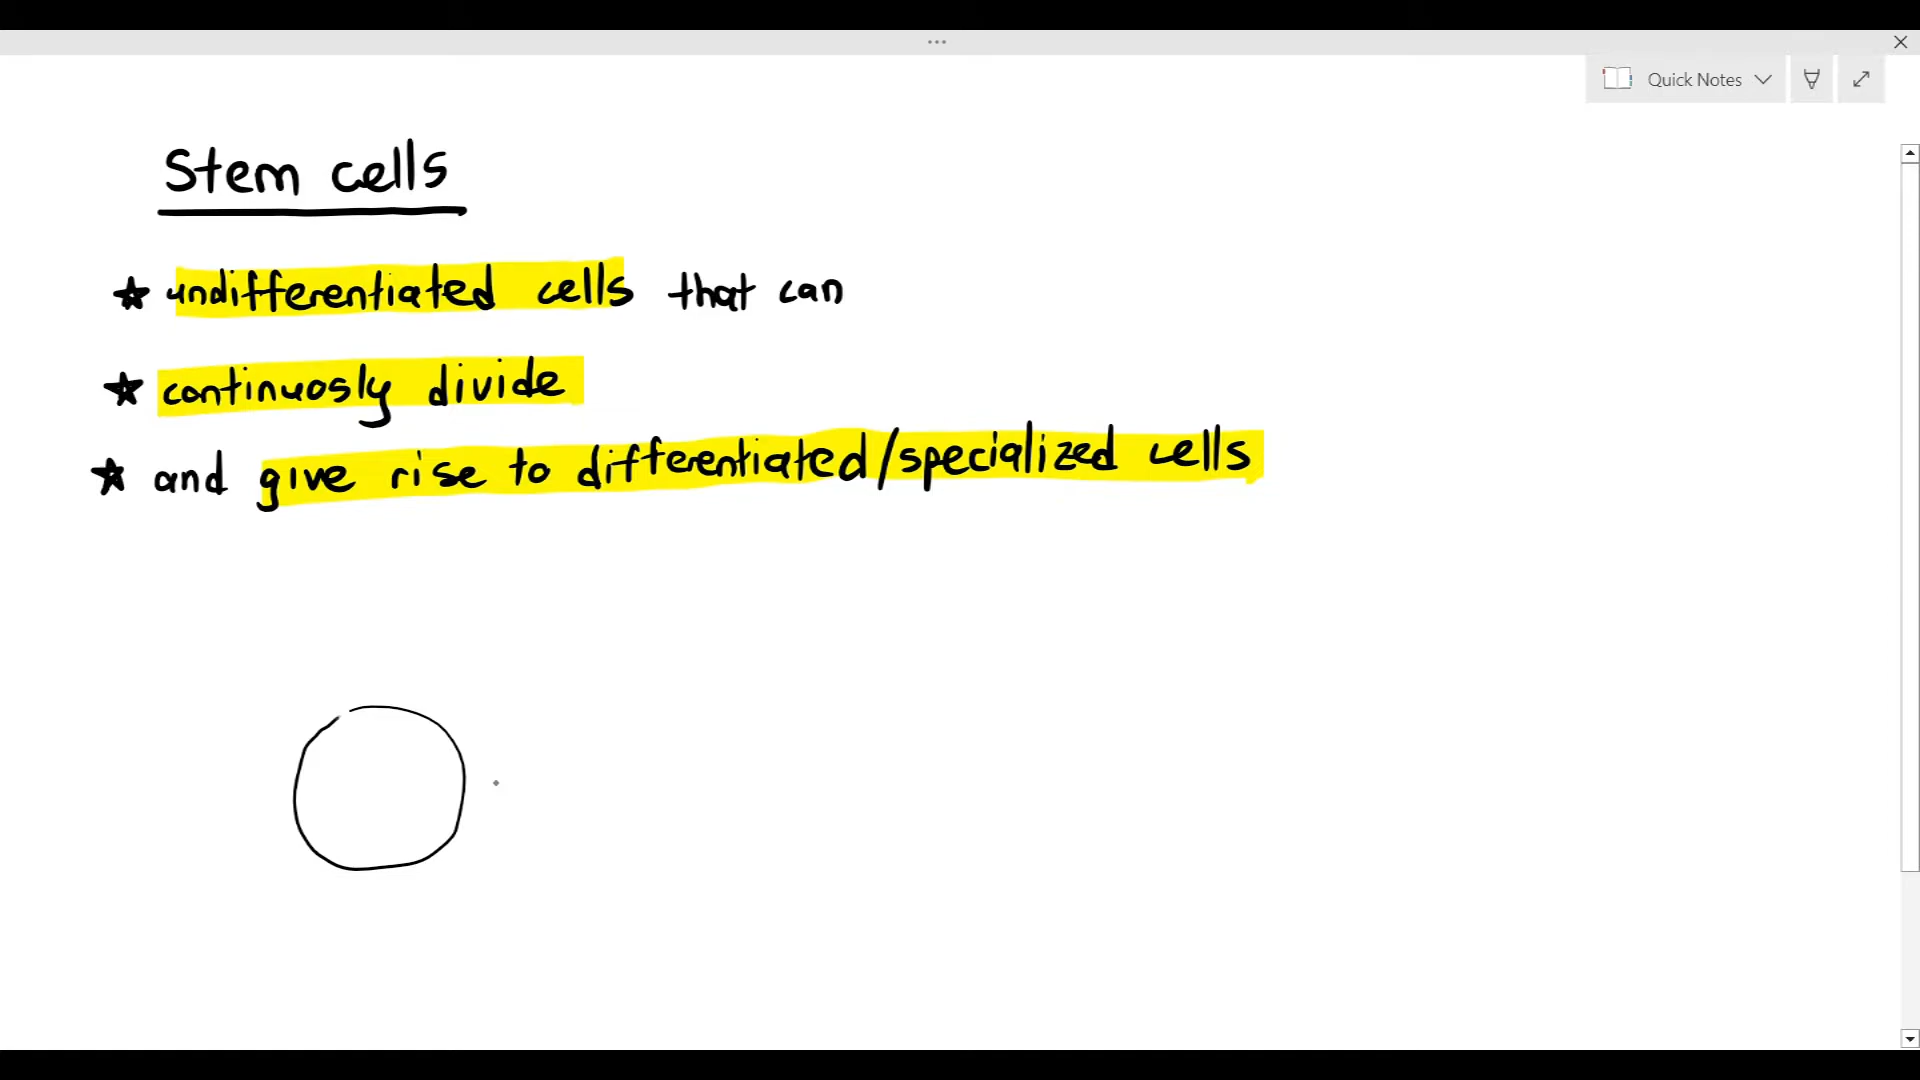 Quick Notes
Stem cells
★ undifferentiated cells that can
★ continuosly divide
★ and give rise to differentiated/specialized cells